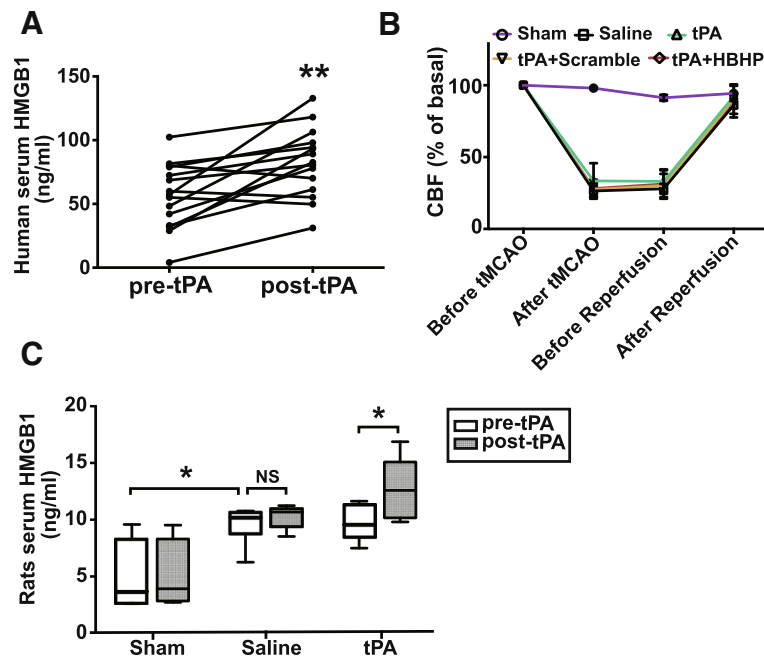 A
Human serum HMGB1
(ng/ml)
150
100
50
0
**
pre-tPA
post-tPA
B
Sham
Saline
tPA
tPA+Scramble
tPA+HBHP
CBF (% of basal)
100
50
0
Before tMCAO
After tMCAO
Before Reperfusion
After Reperfusion
C
Rats serum HMGB1
(ng/ml)
20
15
10
5
0
*
NS
*
pre-tPA
post-tPA
Sham
Saline
tPA